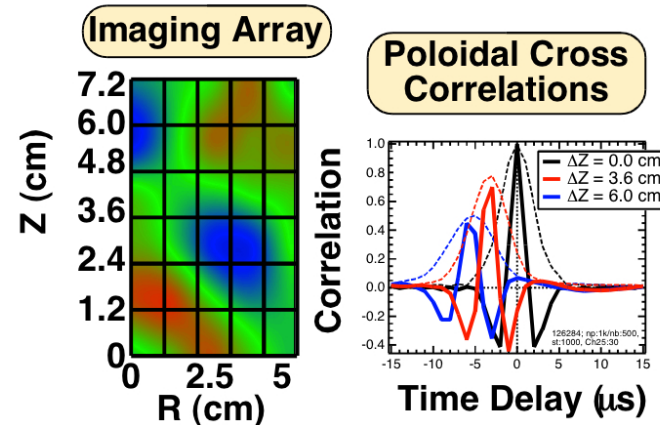 Imaging Array
Z (cm)
7.2
6.0
4.8
3.6
2.4
1.2
0
0 2.5 5
R (cm)
Poloidal Cross
Correlations
Correlation
1.0
0.8
0.6
0.4
0.2
0.0
-0.2
-0.4
ΔZ = 0.0 cm
ΔZ = 3.6 cm
ΔZ = 6.0 cm
126284; np:1k/nb:500,
st:1000, Ch25:30
-15 -10 -5 0 5 10 15
Time Delay (μs)